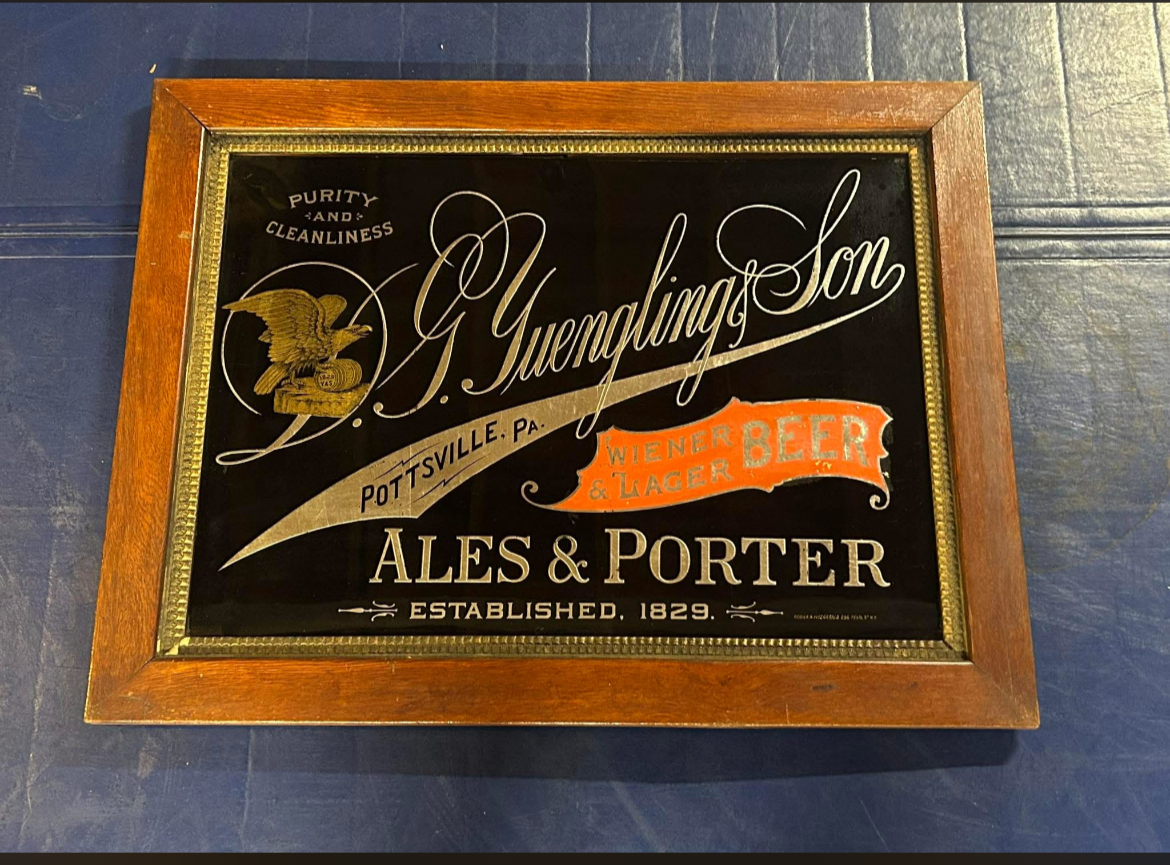 PURITY
AND
CLEANLINESS
D. G. Yuengling & Son
POTTSVILLE, PA.
WIENER
& LAGER
BEER
ALES & PORTER
ESTABLISHED, 1829.